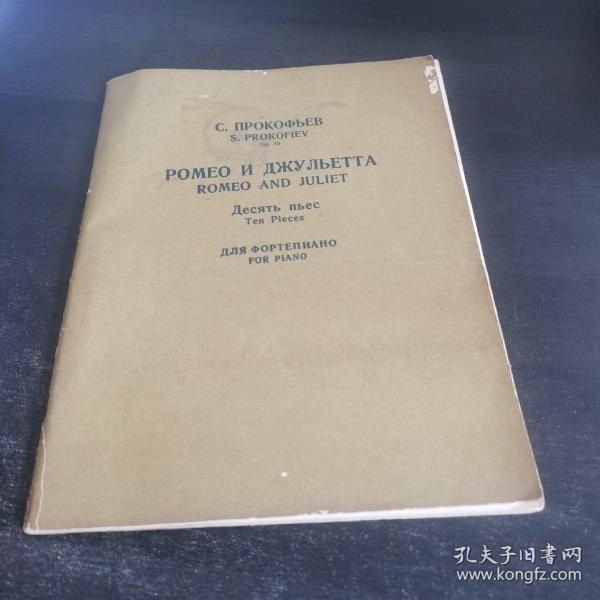 С. ПРОКОФЬЕВ
S. PROKOFIEV
Op. 75
РОМЕО И ДЖУЛЬЕТТА
ROMEO AND JULIET
Десять пьес
Ten Pieces
ДЛЯ ФОРТЕПИАНО
FOR PIANO
孔夫子旧书网
www.kongfz.com